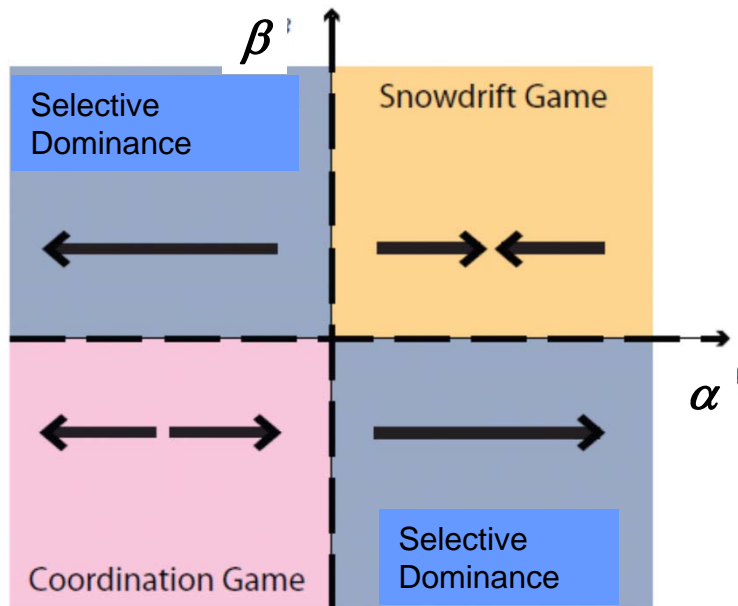 β
Selective
Dominance
Snowdrift Game
α
Coordination Game
Selective
Dominance